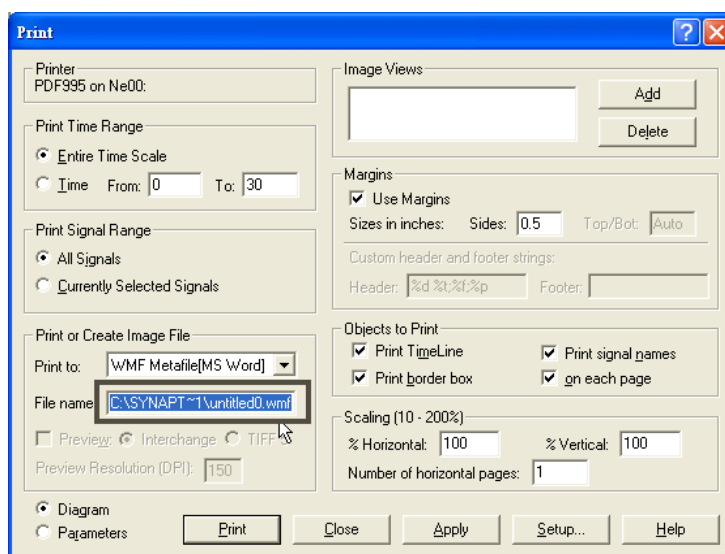 Print
Printer
PDF995 on Ne00:
Print Time Range
Entire Time Scale
Time From: 0 To: 30
Print Signal Range
All Signals
Currently Selected Signals
Print or Create Image File
Print to: WMF Metafile[MS Word]
File name: C:\SYNAPT~1\untitled0.wmf
Preview: Interchange TIFF
Preview Resolution (DPI): 150
Diagram
Parameters
Image Views
Add
Delete
Margins
Use Margins
Sizes in inches: Sides: 0.5 Top/Bot: Auto
Custom header and footer strings:
Header: %d %t;%f;%p Footer:
Objects to Print
Print TimeLine Print signal names
Print border box on each page
Scaling (10 - 200%)
% Horizontal: 100 % Vertical: 100
Number of horizontal pages: 1
Print Close Apply Setup... Help